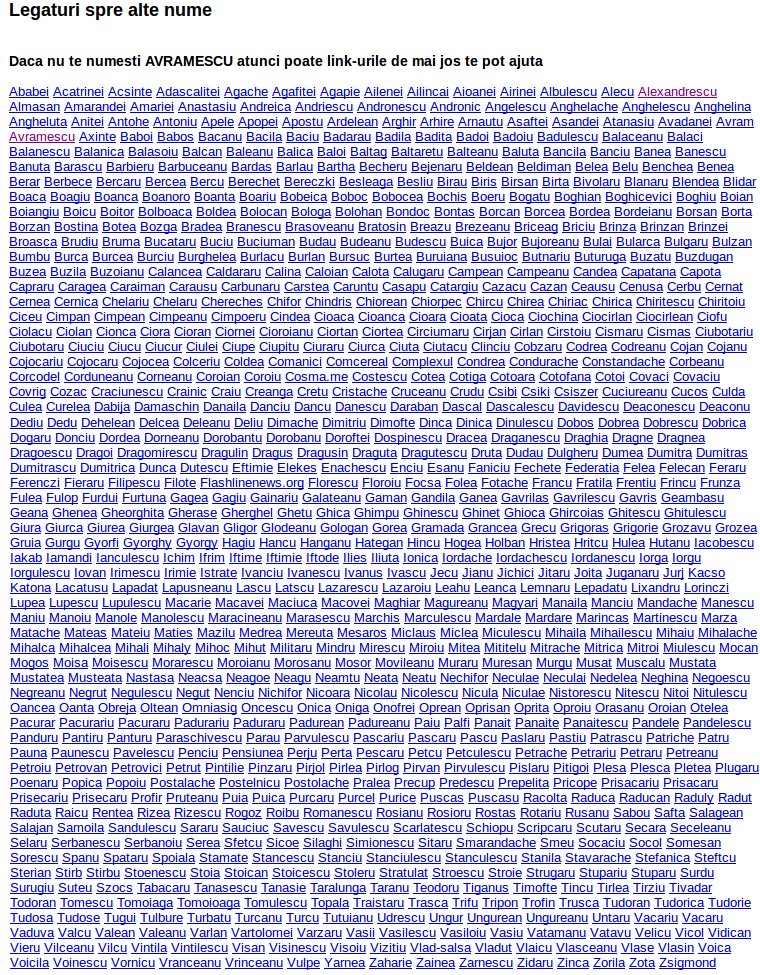 Legaturi spre alte nume
Daca nu te numesti AVRAMESCU atunci poate link-urile de mai jos te pot ajuta
Ababei Acatrinei Acsinte Adascalitei Agache Agafitei Agapie Ailenei Ailincai Aioanei Airinei Albulescu Alecu Alexandrescu
Almasan Amarandei Amariei Anastasiu Andreica Andriescu Andronescu Andronic Angelescu Anghelache Anghelescu Anghelina
Angheluta Anitei Antohe Antoniu Apele Apopei Apostu Ardelean Arghir Arhire Arnautu Asaftei Asandei Atanasiu Avadanei Avram
Avramescu Axinte Baboi Babos Bacanu Bacila Baciu Badarau Badila Badita Badoi Badoiu Badulescu Balaceanu Balaci
Balanescu Balanica Balasoiu Balcan Baleanu Balica Baloi Baltag Baltaretu Balteanu Baluta Bancila Banciu Banea Banescu
Banuta Barascu Barbieru Barbuceanu Bardas Barlau Bartha Becheru Bejenaru Beldean Beldiman Belea Belu Benchea Benea
Berar Berbece Bercaru Bercea Bercu Berechet Bereczki Besleaga Besliu Birau Biris Birsan Birta Bivolaru Blanaru Blendea Blidar
Boaca Boagiu Boanca Boanoro Boanta Boariu Bobeica Boboc Bobocea Bochis Boeru Bogatu Boghian Boghicevici Boghiu Boian
Boiangiu Boicu Boitor Bolboaca Boldea Bolocan Bologa Bolohan Bondoc Bontas Borcan Borcea Bordea Bordeianu Borsan Borta
Borzan Bostina Botea Bozga Bradea Branescu Brasoveanu Bratosin Breazu Brezeanu Briceag Briciu Brinza Brinzan Brinzei
Broasca Brudiu Bruma Bucataru Buciu Buciuman Budau Budeanu Budescu Buica Bujor Bujoreanu Bulai Bularca Bulgaru Bulzan
Bumbu Burca Burcea Burciu Burghelea Burlacu Burlan Bursuc Burtea Buruiana Busuioc Butnariu Buturuga Buzatu Buzdugan
Buzea Buzila Buzoianu Calancea Caldararu Calina Caloian Calota Calugaru Campean Campeanu Candea Capatana Capota
Capraru Caragea Caraiman Carausu Carbunaru Carstea Caruntu Casapu Catargiu Cazacu Cazan Ceausu Cenusa Cerbu Cernat
Cernea Cernica Chelariu Chelaru Chereches Chifor Chindris Chiorean Chiorpec Chircu Chirea Chiriac Chirica Chiritescu Chiritoiu
Ciceu Cimpan Cimpean Cimpeanu Cimpoeru Cindea Cioaca Cioanca Cioara Cioata Cioca Ciochina Ciocirlan Ciocirlean Ciofu
Ciolacu Ciolan Cionca Ciora Cioran Ciornei Cioroianu Ciortan Ciortea Circiumaru Cirjan Cirlan Cirstoiu Cismaru Cismas Ciubotariu
Ciubotaru Ciuciu Ciucu Ciucur Ciulei Ciupe Ciupitu Ciuraru Ciurca Ciuta Ciutacu Clinciu Cobzaru Codrea Codreanu Cojan Cojanu
Cojocariu Cojocaru Cojocea Colceriu Coldea Comanici Comcereal Complexul Condrea Condurache Constandache Corbeanu
Corcodel Corduneanu Corneanu Coroian Coroiu Cosma.me Costescu Cotea Cotiga Cotoara Cotofana Cotoi Covaci Covaciu
Covrig Cozac Craciunescu Crainic Craiu Creanga Cretu Cristache Cruceanu Crudu Csibi Csiki Csiszer Cuciureanu Cucos Culda
Culea Curelea Dabija Damaschin Danaila Danciu Dancu Danescu Daraban Dascal Dascalescu Davidescu Deaconescu Deaconu
Dediu Dedu Dehelean Delcea Deleanu Deliu Dimache Dimitriu Dimofte Dinca Dinica Dinulescu Dobos Dobrea Dobrescu Dobrica
Dogaru Donciu Dordea Dorneanu Dorobantu Dorobanu Doroftei Dospinescu Dracea Draganescu Draghia Dragne Dragnea
Dragoescu Dragoi Dragomirescu Dragulin Dragus Dragusin Draguta Dragutescu Druta Dudau Dulgheru Dumea Dumitra Dumitras
Dumitrascu Dumitrica Dunca Dutescu Eftimie Elekes Enachescu Enciu Esanu Faniciu Fechete Federatia Felea Felecan Feraru
Ferenczi Fieraru Filipescu Filote Flashlinenews.org Florescu Floroiu Focsa Folea Fotache Francu Fratila Frentiu Frincu Frunza
Fulea Fulop Furdui Furtuna Gagea Gagiu Gainariu Galateanu Gaman Gandila Ganea Gavrilas Gavrilescu Gavris Geambasu
Geana Ghenea Gheorghita Gherase Gherghel Ghetu Ghica Ghimpu Ghinescu Ghinet Ghioca Ghircoias Ghitescu Ghitulescu
Giura Giurca Giurea Giurgea Glavan Gligor Glodeanu Gologan Gorea Gramada Grancea Grecu Grigoras Grigorie Grozavu Grozea
Gruia Gurgu Gyorfi Gyorghy Gyorgy Hagiu Hancu Hanganu Hategan Hincu Hogea Holban Hristea Hritcu Hulea Hutanu Iacobescu
Iakab Iamandi Ianculescu Ichim Ifrim Iftime Iftimie Iftode Ilies Iliuta Ionica Iordache Iordachescu Iordanescu Iorga Iorgu
Iorgulescu Iovan Irimescu Irimie Istrate Ivanciu Ivanescu Ivanus Ivascu Jecu Jianu Jichici Jitaru Joita Juganaru Jurj Kacso
Katona Lacatusu Lapadat Lapusneanu Lascu Latscu Lazarescu Lazaroiu Leahu Leanca Lemnaru Lepadatu Lixandru Lorinczi
Lupea Lupescu Lupulescu Macarie Macavei Maciuca Macovei Maghiar Magureanu Magyari Manaila Manciu Mandache Manescu
Maniu Manoiu Manole Manolescu Maracineanu Marasescu Marchis Marculescu Mardale Mardare Marincas Martinescu Marza
Matache Mateas Mateiu Maties Mazilu Medrea Mereuta Mesaros Miclaus Miclea Miculescu Mihaila Mihailescu Mihaiu Mihalache
Mihalca Mihalcea Mihali Mihaly Mihoc Mihut Militaru Mindru Mirescu Miroiu Mitea Mititelu Mitrache Mitrica Mitroi Miulescu Mocan
Mogos Moisa Moisescu Morarescu Moroianu Morosanu Mosor Movileanu Muraru Muresan Murgu Musat Muscalu Mustata
Mustatea Musteata Nastasa Neacsa Neagoe Neagu Neamtu Neata Neatu Nechifor Neculae Neculai Nedelea Neghina Negoescu
Negreanu Negrut Negulescu Negut Nenciu Nichifor Nicoara Nicolau Nicolescu Nicula Niculae Nistorescu Nitescu Nitoi Nitulescu
Oancea Oanta Obreja Oltean Omniasig Oncescu Onica Oniga Onofrei Oprean Oprisan Oprita Oproiu Orasanu Oroian Otelea
Pacurar Pacurariu Pacuraru Padurariu Paduraru Padurean Padureanu Paiu Palfi Panait Panaite Panaitescu Pandele Pandelescu
Panduru Pantiru Panturu Paraschivescu Parau Parvulescu Pascariu Pascaru Pascu Paslaru Pastiu Patrascu Patriche Patru
Pauna Paunescu Pavelescu Penciu Pensiunea Perju Perta Pescaru Petcu Petculescu Petrache Petrariu Petraru Petreanu
Petroiu Petrovan Petrovici Petrut Pintilie Pinzaru Pirjol Pirlea Pirlog Pirvan Pirvulescu Pislaru Pitigoi Plesa Plesca Pletea Plugaru
Poenaru Popica Popoiu Postalache Postelnicu Postolache Pralea Precup Predescu Prepelita Pricope Prisacariu Prisacaru
Prisecariu Prisecaru Profir Pruteanu Puia Puica Purcaru Purcel Purice Puscas Puscasu Racolta Raduca Raducan Raduly Radut
Raduta Raicu Rentea Rizea Rizescu Rogoz Roibu Romanescu Rosianu Rosioru Rostas Rotariu Rusanu Sabou Safta Salagean
Salajan Samoila Sandulescu Sararu Sauciuc Savescu Savulescu Scarlatescu Schiopu Scripcaru Scutaru Secara Seceleanu
Selaru Serbanescu Serbanoiu Serea Sfetcu Sicoe Silaghi Simionescu Sitaru Smarandache Smeu Socaciu Socol Somesan
Sorescu Spanu Spataru Spoiala Stamate Stancescu Stanciu Stanciulescu Stanculescu Stanila Stavarache Stefanica Steftcu
Sterian Stirb Stirbu Stoenescu Stoia Stoican Stoicescu Stoleru Stratulat Stroescu Stroie Strugaru Stupariu Stuparu Surdu
Surugiu Suteu Szocs Tabacaru Tanasescu Tanasie Taralunga Taranu Teodoru Tiganus Timofte Tincu Tirlea Tirziu Tivadar
Todoran Tomescu Tomoiaga Tomoioaga Tomulescu Topala Traistaru Trasca Trifu Tripon Trofin Trusca Tudoran Tudorica Tudorie
Tudosa Tudose Tugui Tulbure Turbatu Turcanu Turcu Tutuianu Udrescu Ungur Ungurean Ungureanu Untaru Vacariu Vacaru
Vaduva Valcu Valean Valeanu Varlan Vartolomei Varzaru Vasii Vasilescu Vasiloiu Vasiu Vatamanu Vatavu Velicu Vicol Vidican
Vieru Vilceanu Vilcu Vintila Vintilescu Visan Visinescu Visoiu Vizitiu Vlad-salsa Vladut Vlaicu Vlasceanu Vlase Vlasin Voica
Voicila Voinescu Vornicu Vranceanu Vrinceanu Vulpe Yarnea Zaharie Zainea Zarnescu Zidaru Zinca Zorila Zota Zsigmond